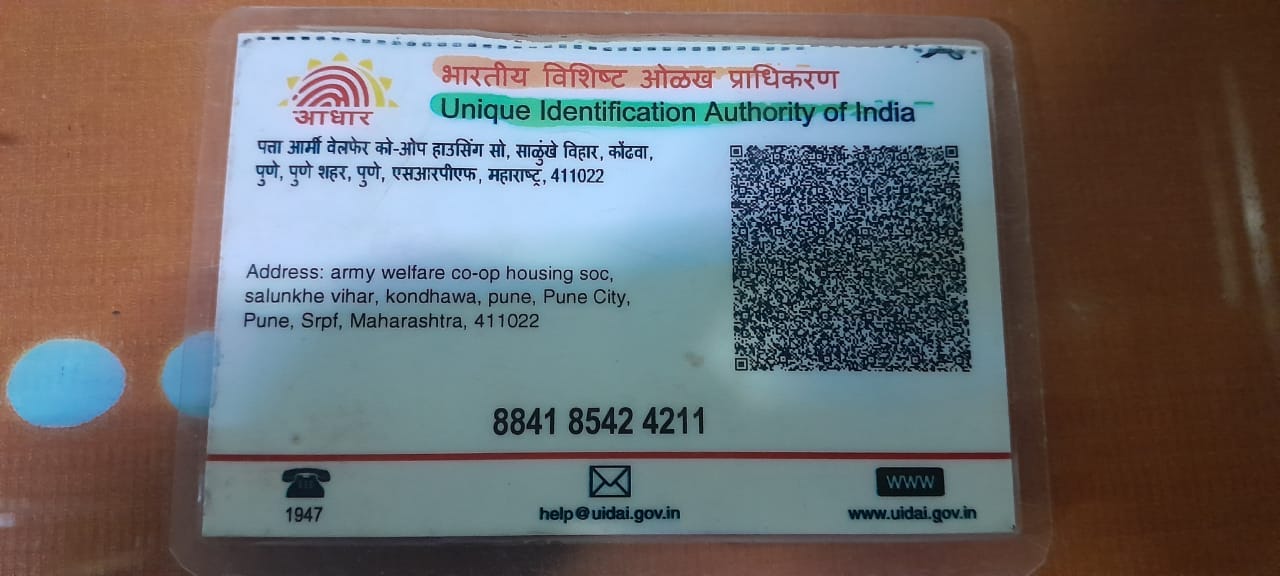 आधार
भारतीय विशिष्ट ओळख प्राधिकरण
Unique Identification Authority of India
पत्ता आर्मी वेलफेर को-ओप हाउसिंग सो, साळुंखे विहार, कोंढवा,
पुणे, पुणे शहर, पुणे, एसआरपीएफ, महाराष्ट्र, 411022
Address: army welfare co-op housing soc,
salunkhe vihar, kondhawa, pune, Pune City,
Pune, Srpf, Maharashtra, 411022
8841 8542 4211
1947
help@uidai.gov.in
WWW
www.uidai.gov.in